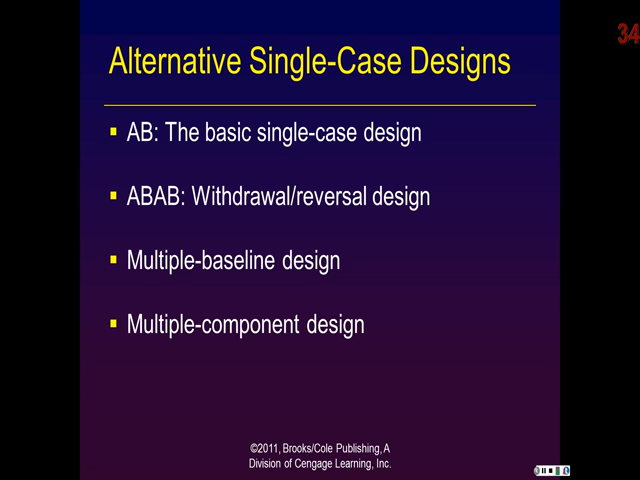 34
Alternative Single-Case Designs
▪ AB: The basic single-case design
▪ ABAB: Withdrawal/reversal design
▪ Multiple-baseline design
▪ Multiple-component design
©2011, Brooks/Cole Publishing, A
Division of Cengage Learning, Inc.